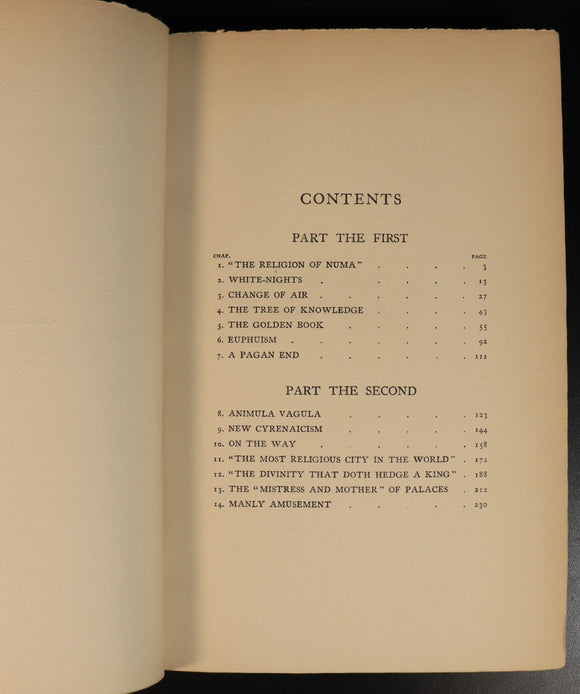 CONTENTS
PART THE FIRST
CHAP. PAGE
1. "THE RELIGION OF NUMA" . . . . 3
2. WHITE-NIGHTS . . . . . 13
3. CHANGE OF AIR . . . . . 27
4. THE TREE OF KNOWLEDGE . . . . 43
5. THE GOLDEN BOOK . . . . . 55
6. EUPHUISM . . . . . . 92
7. A PAGAN END . . . . . 111
PART THE SECOND
8. ANIMULA VAGULA . . . . . 123
9. NEW CYRENAICISM . . . . . 144
10. ON THE WAY . . . . . 158
11. "THE MOST RELIGIOUS CITY IN THE WORLD" . 172
12. "THE DIVINITY THAT DOTH HEDGE A KING" . 188
13. THE "MISTRESS AND MOTHER" OF PALACES . 212
14. MANLY AMUSEMENT . . . . . 230